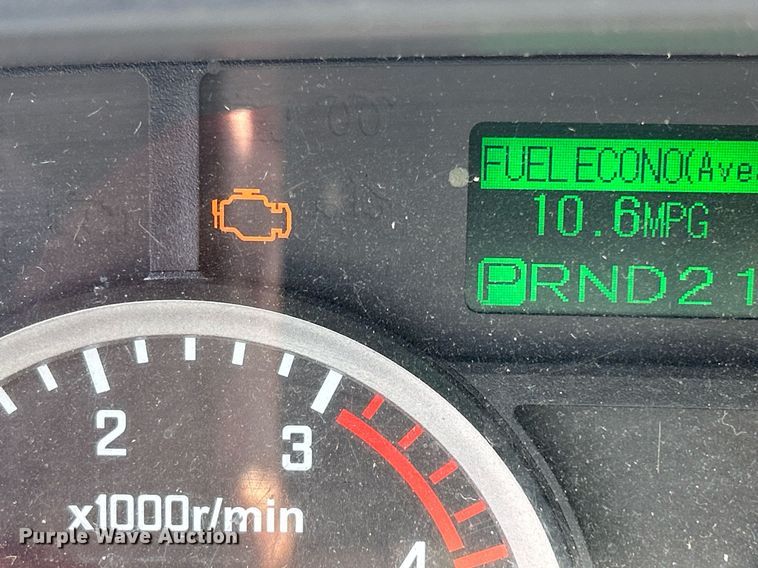 FUEL ECONO(Ave
10.6MPG
PRND21
2
3
x1000r/min
4
Purple Wave Auction